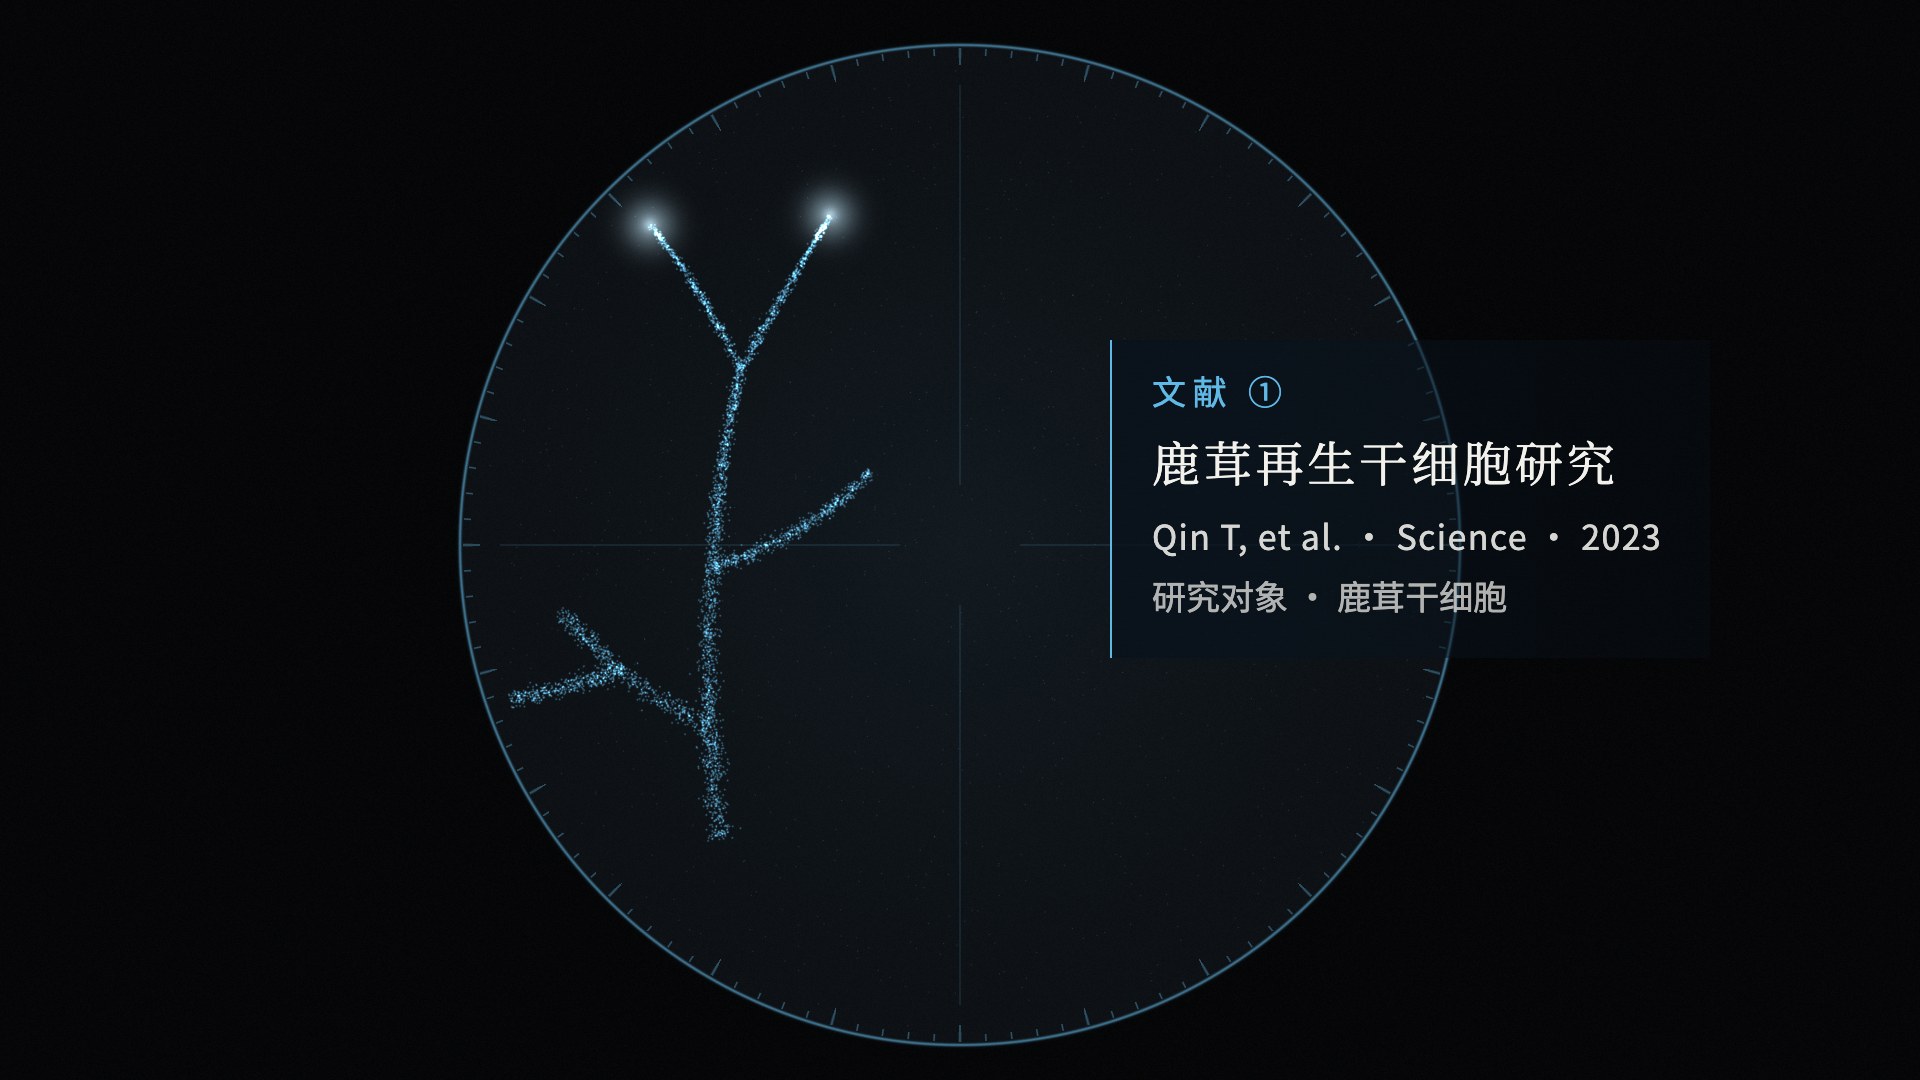 文献 ①
鹿茸再生干细胞研究
Qin T, et al. • Science • 2023
研究对象 • 鹿茸干细胞